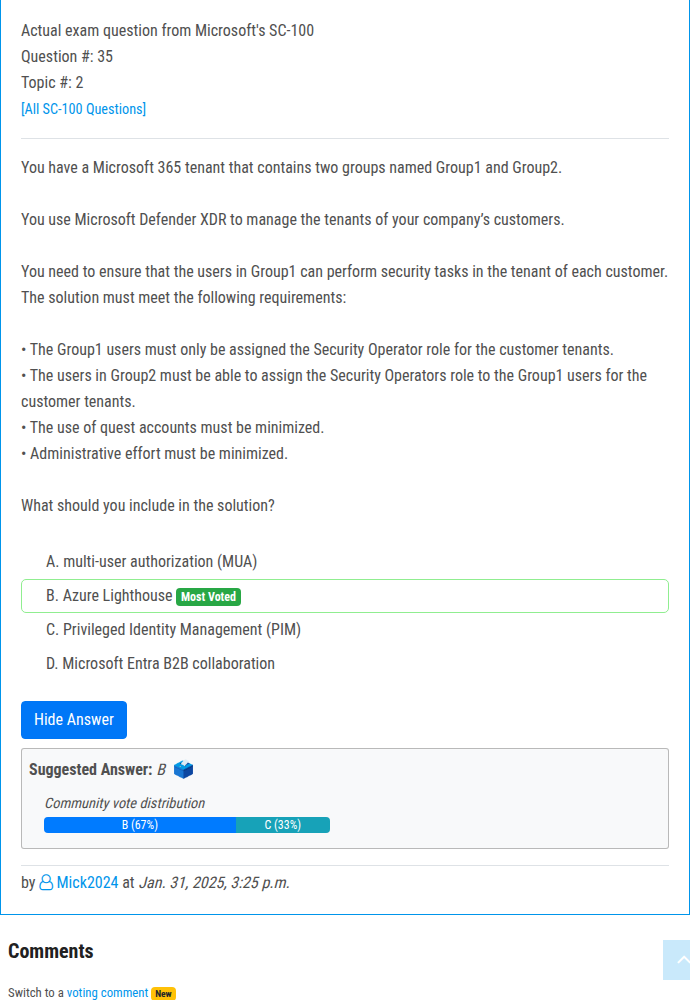 Actual exam question from Microsoft's SC-100
Question #: 35
Topic #: 2
[All SC-100 Questions]
You have a Microsoft 365 tenant that contains two groups named Group1 and Group2.
You use Microsoft Defender XDR to manage the tenants of your company’s customers.
You need to ensure that the users in Group1 can perform security tasks in the tenant of each customer.
The solution must meet the following requirements:
• The Group1 users must only be assigned the Security Operator role for the customer tenants.
• The users in Group2 must be able to assign the Security Operators role to the Group1 users for the
customer tenants.
• The use of quest accounts must be minimized.
• Administrative effort must be minimized.
What should you include in the solution?
A. multi-user authorization (MUA)
B. Azure Lighthouse Most Voted
C. Privileged Identity Management (PIM)
D. Microsoft Entra B2B collaboration
Hide Answer
Suggested Answer: B
Community vote distribution
B (67%) C (33%)
by Mick2024 at Jan. 31, 2025, 3:25 p.m.
Comments
Switch to a voting comment New